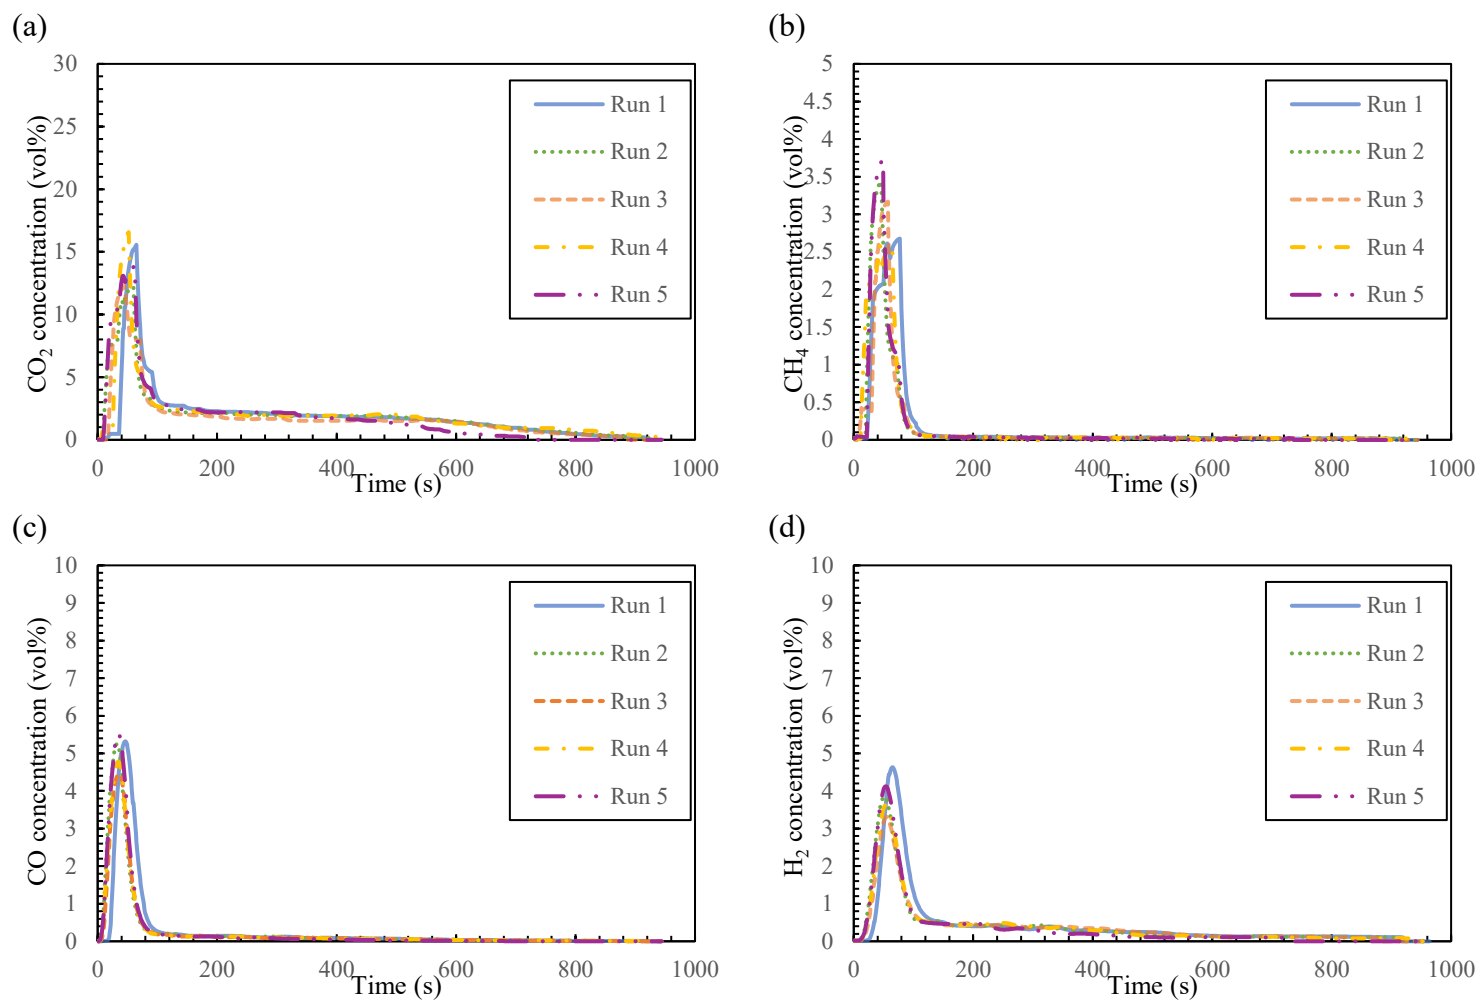 (a)
CO2 concentration (vol%)
30
25
20
15
10
5
0
0 200 400 600 800 1000
Time (s)
Run 1
Run 2
Run 3
Run 4
Run 5
(b)
CH4 concentration (vol%)
5
4.5
4
3.5
3
2.5
2
1.5
1
0.5
0
0 200 400 600 800 1000
Time (s)
Run 1
Run 2
Run 3
Run 4
Run 5
(c)
CO concentration (vol%)
10
9
8
7
6
5
4
3
2
1
0
0 200 400 600 800 1000
Time (s)
Run 1
Run 2
Run 3
Run 4
Run 5
(d)
H2 concentration (vol%)
10
9
8
7
6
5
4
3
2
1
0
0 200 400 600 800 1000
Time (s)
Run 1
Run 2
Run 3
Run 4
Run 5